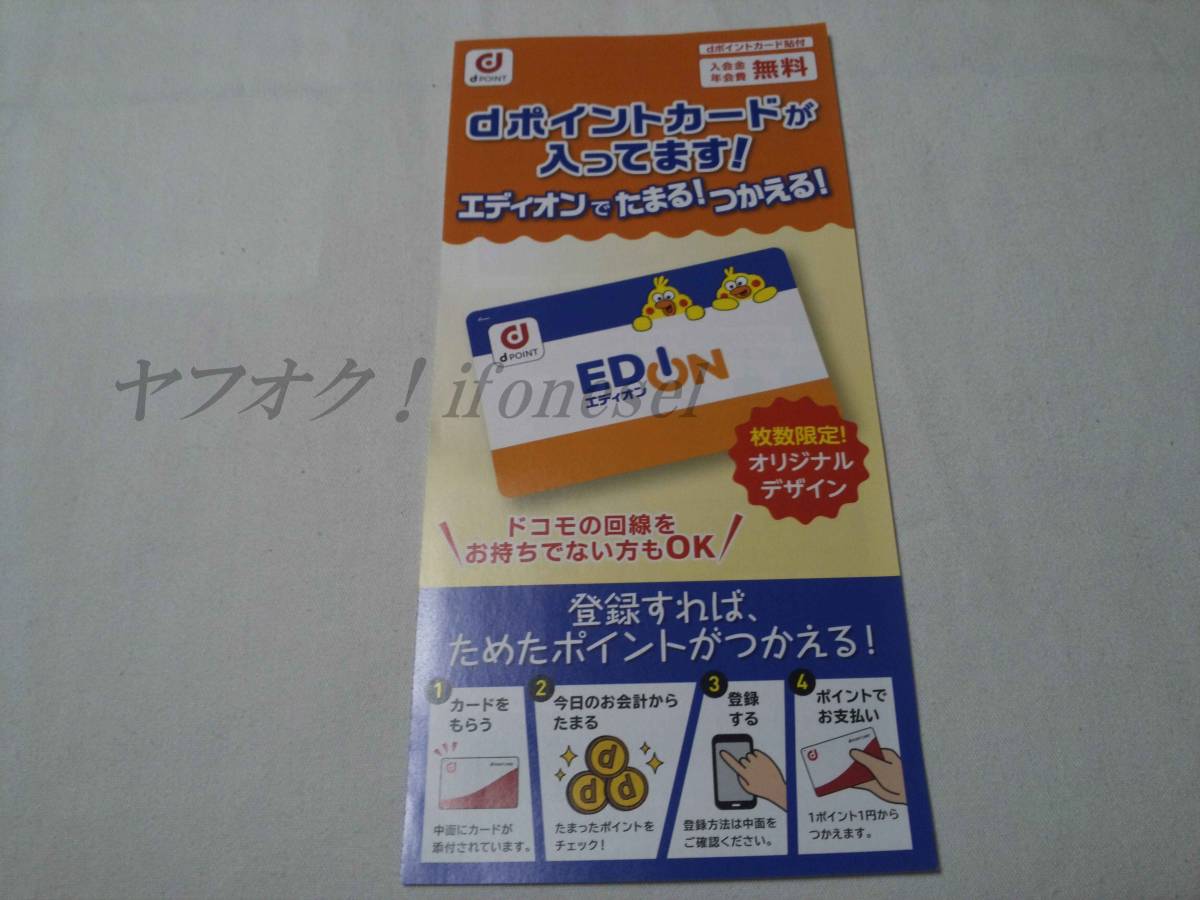 d POINT
dポイントカード貼付
入会金
年会費 無料
dポイントカードが
入ってます!
エディオンでたまる!つかえる!
d POINT
EDION
エディオン
ヤフオク!ifonesel
枚数限定!
オリジナル
デザイン
ドコモの回線を
お持ちでない方もOK
登録すれば、
ためたポイントがつかえる!
1
カードを
もらう
中面にカードが
添付されています。
2
今日のお会計から
たまる
たまったポイントを
チェック!
3
登録
する
登録方法は中面を
ご確認ください。
4
ポイントで
お支払い
1ポイント1円から
つかえます。